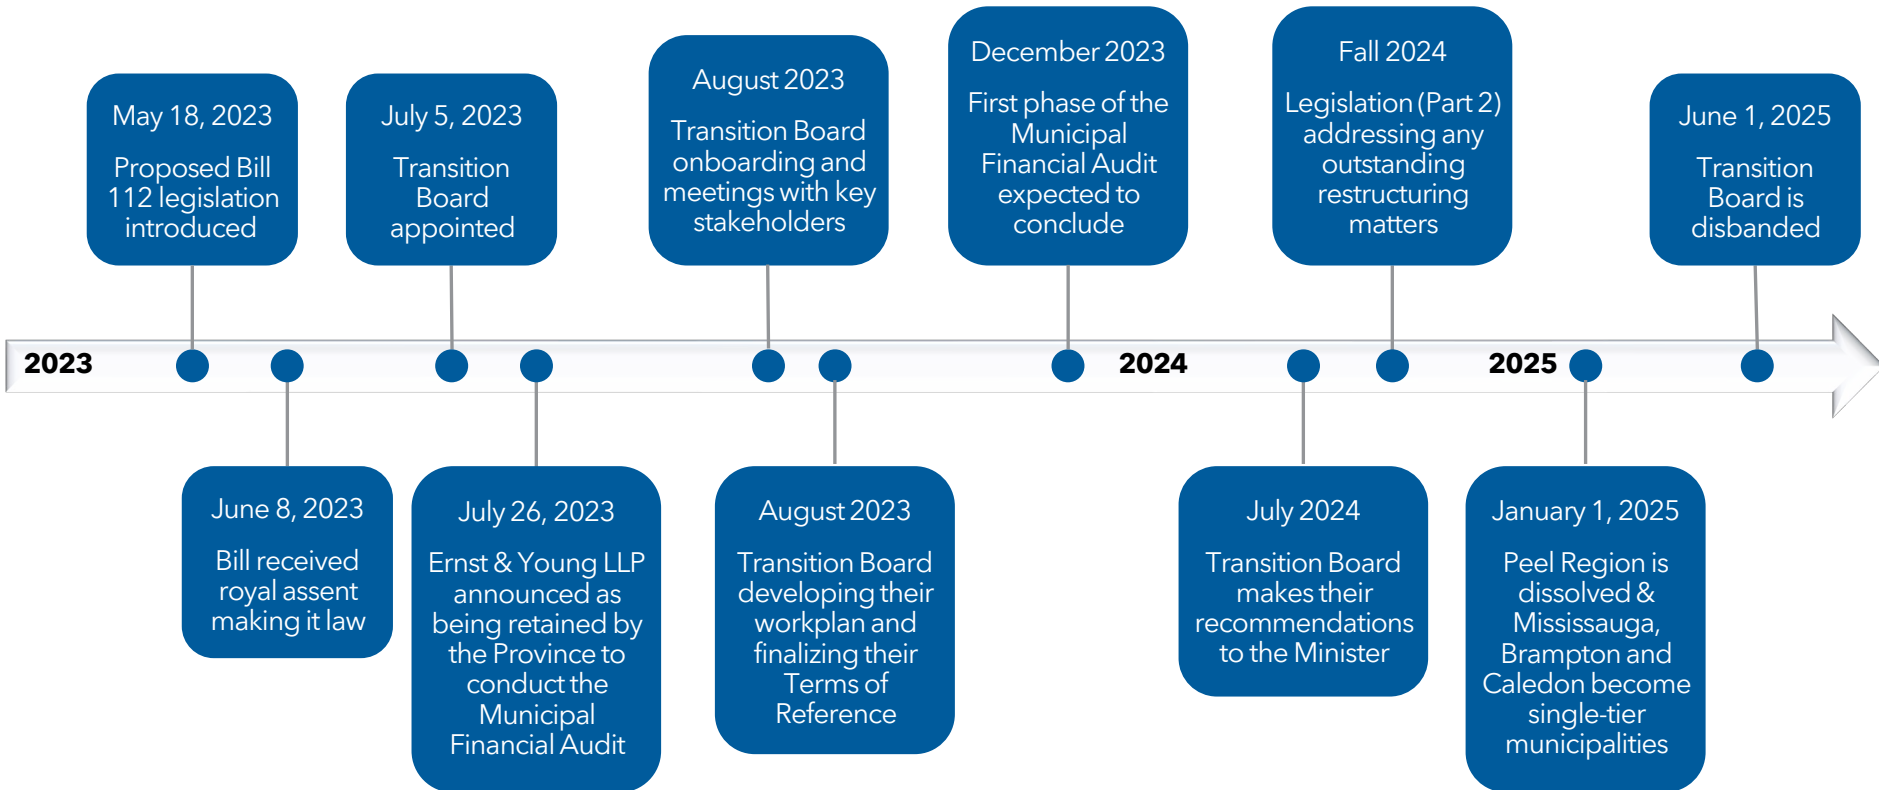 May 18, 2023
Proposed Bill
112 legislation
introduced
July 5, 2023
Transition
Board
appointed
August 2023
Transition Board
onboarding and
meetings with key
stakeholders
December 2023
First phase of the
Municipal
Financial Audit
expected to
conclude
Fall 2024
Legislation (Part 2)
addressing any
outstanding
restructuring
matters
June 1, 2025
Transition
Board is
disbanded
2023
2024
2025
June 8, 2023
Bill received
royal assent
making it law
July 26, 2023
Ernst & Young LLP
announced as
being retained by
the Province to
conduct the
Municipal
Financial Audit
August 2023
Transition Board
developing their
workplan and
finalizing their
Terms of
Reference
July 2024
Transition Board
makes their
recommendations
to the Minister
January 1, 2025
Peel Region is
dissolved &
Mississauga,
Brampton and
Caledon become
single-tier
municipalities